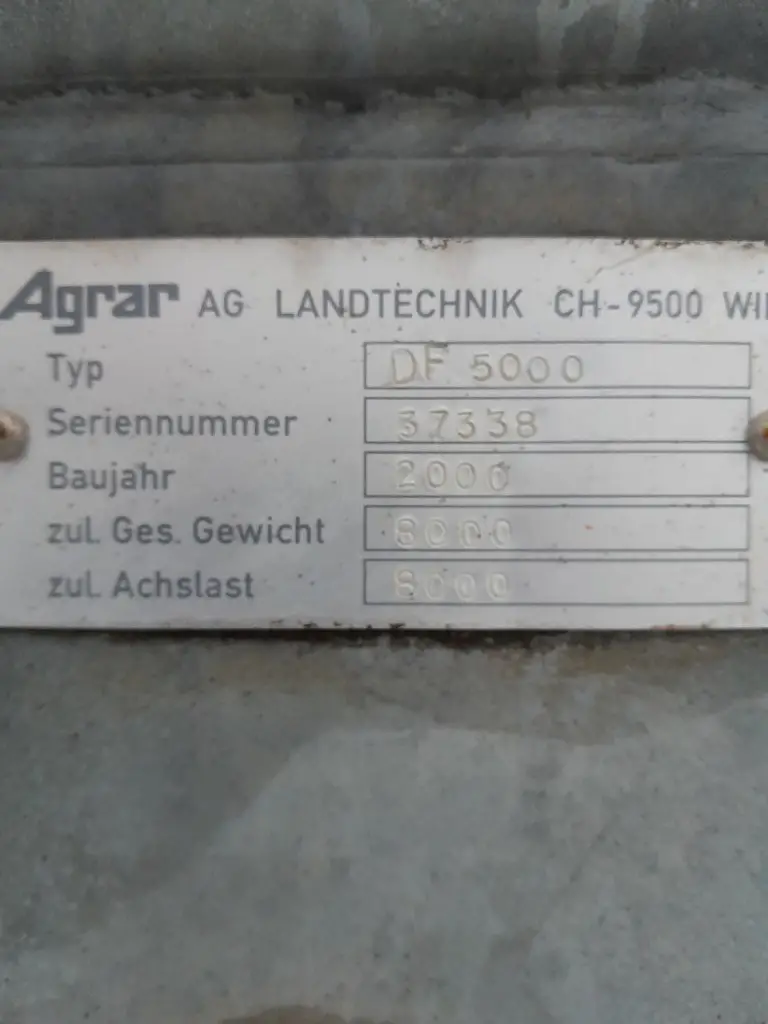 Agrar AG LANDTECHNIK CH-9500
Typ DF 5000
Seriennummer 37338
Baujahr 2000
zul. Ges. Gewicht 8000
zul. Achslast 8000